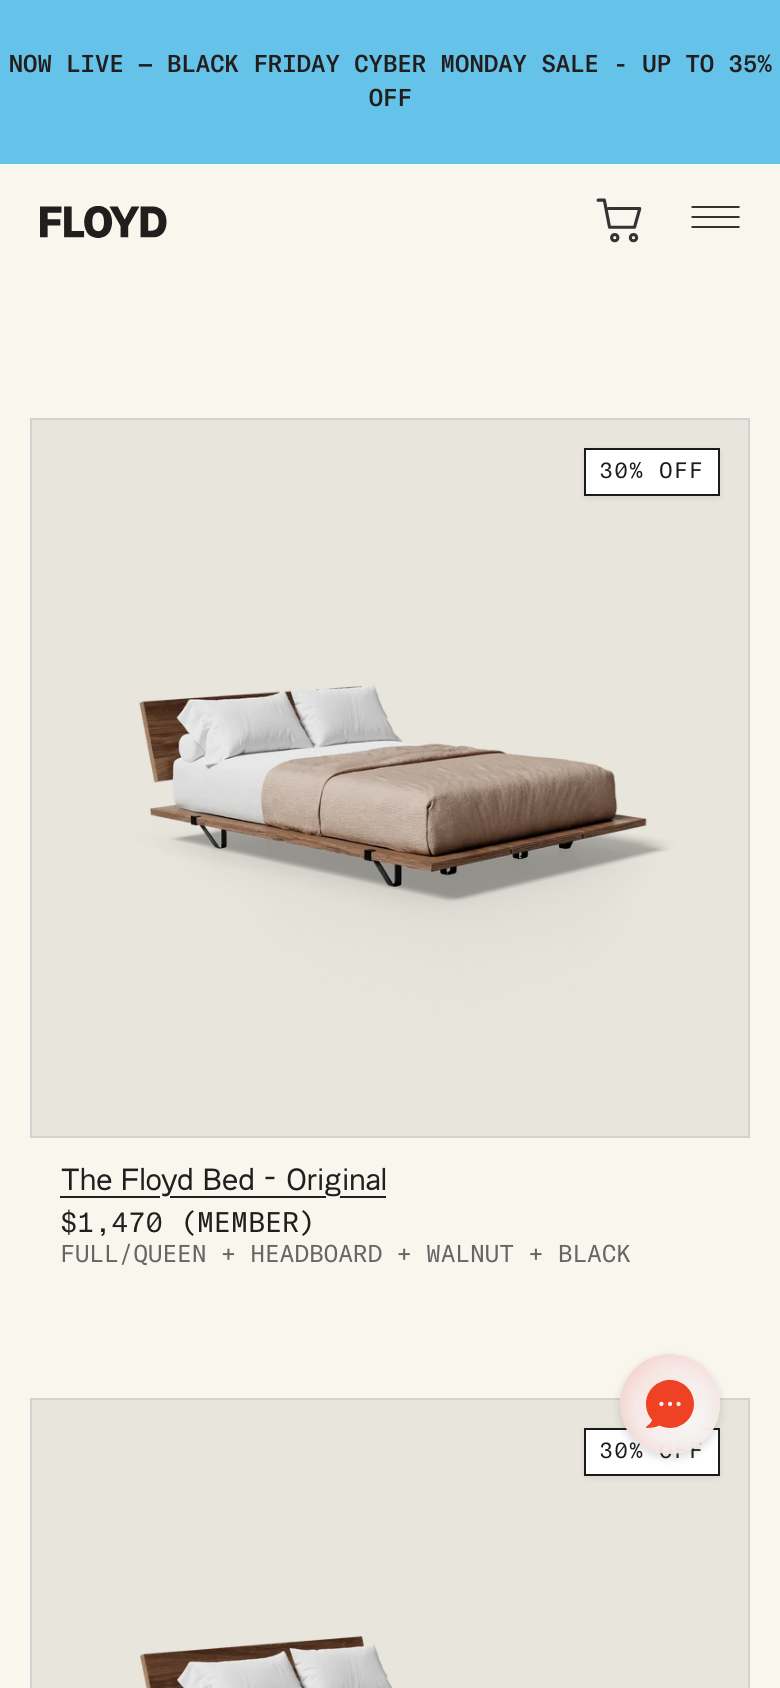 NOW LIVE — BLACK FRIDAY CYBER MONDAY SALE - UP TO 35%
OFF
FLOYD
30% OFF
The Floyd Bed - Original
$1,470 (MEMBER)
FULL/QUEEN + HEADBOARD + WALNUT + BLACK
30% OFF